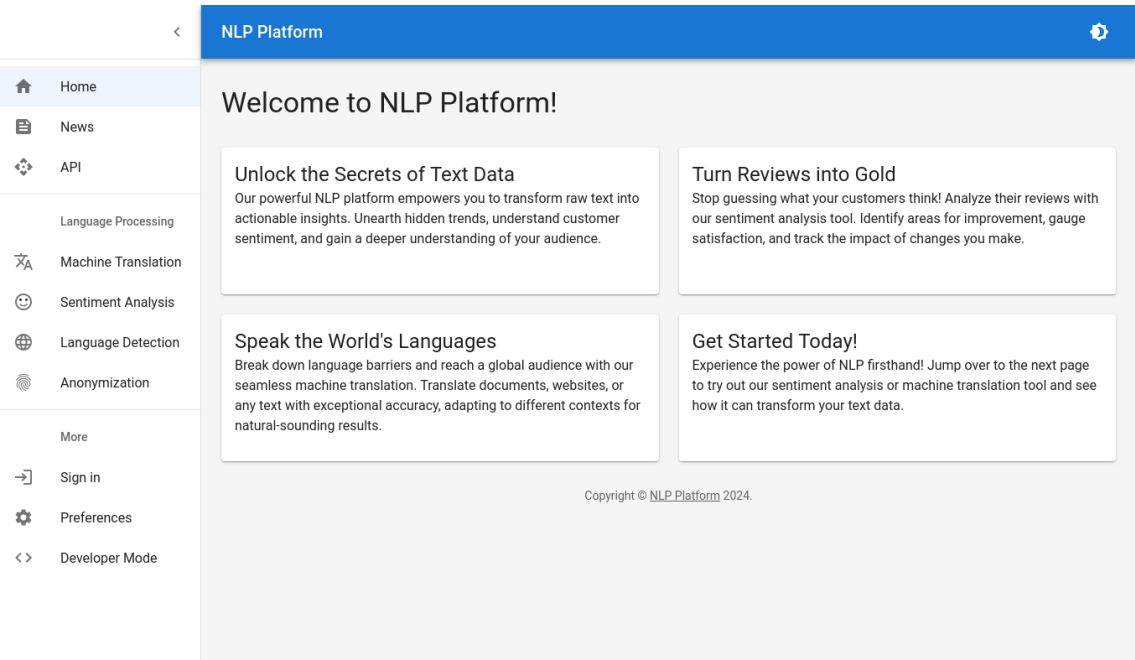 NLP Platform
Home
News
API
Language Processing
Machine Translation
Sentiment Analysis
Language Detection
Anonymization
More
Sign in
Preferences
Developer Mode
Welcome to NLP Platform!
Unlock the Secrets of Text Data
Our powerful NLP platform empowers you to transform raw text into
actionable insights. Unearth hidden trends, understand customer
sentiment, and gain a deeper understanding of your audience.
Turn Reviews into Gold
Stop guessing what your customers think! Analyze their reviews with
our sentiment analysis tool. Identify areas for improvement, gauge
satisfaction, and track the impact of changes you make.
Speak the World's Languages
Break down language barriers and reach a global audience with our
seamless machine translation. Translate documents, websites, or
any text with exceptional accuracy, adapting to different contexts for
natural-sounding results.
Get Started Today!
Experience the power of NLP firsthand! Jump over to the next page
to try out our sentiment analysis or machine translation tool and see
how it can transform your text data.
Copyright © NLP Platform 2024.